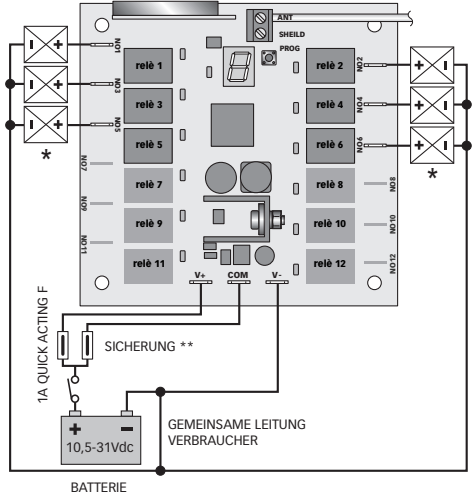 ANT
SHEILD
PROG
NO1
NO3
NO5
NO7
NO9
NO11
relè 1
relè 3
relè 5
relè 7
relè 9
relè 11
8
relè 2
relè 4
relè 6
relè 8
relè 10
relè 12
NO2
NO4
NO6
NO8
NO10
NO12
- +
- +
- +
*
+ -
+ -
+ -
*
V+ COM V-
1A QUICK ACTING F
SICHERUNG **
+ -
10,5-31Vdc
GEMEINSAME LEITUNG
VERBRAUCHER
BATTERIE